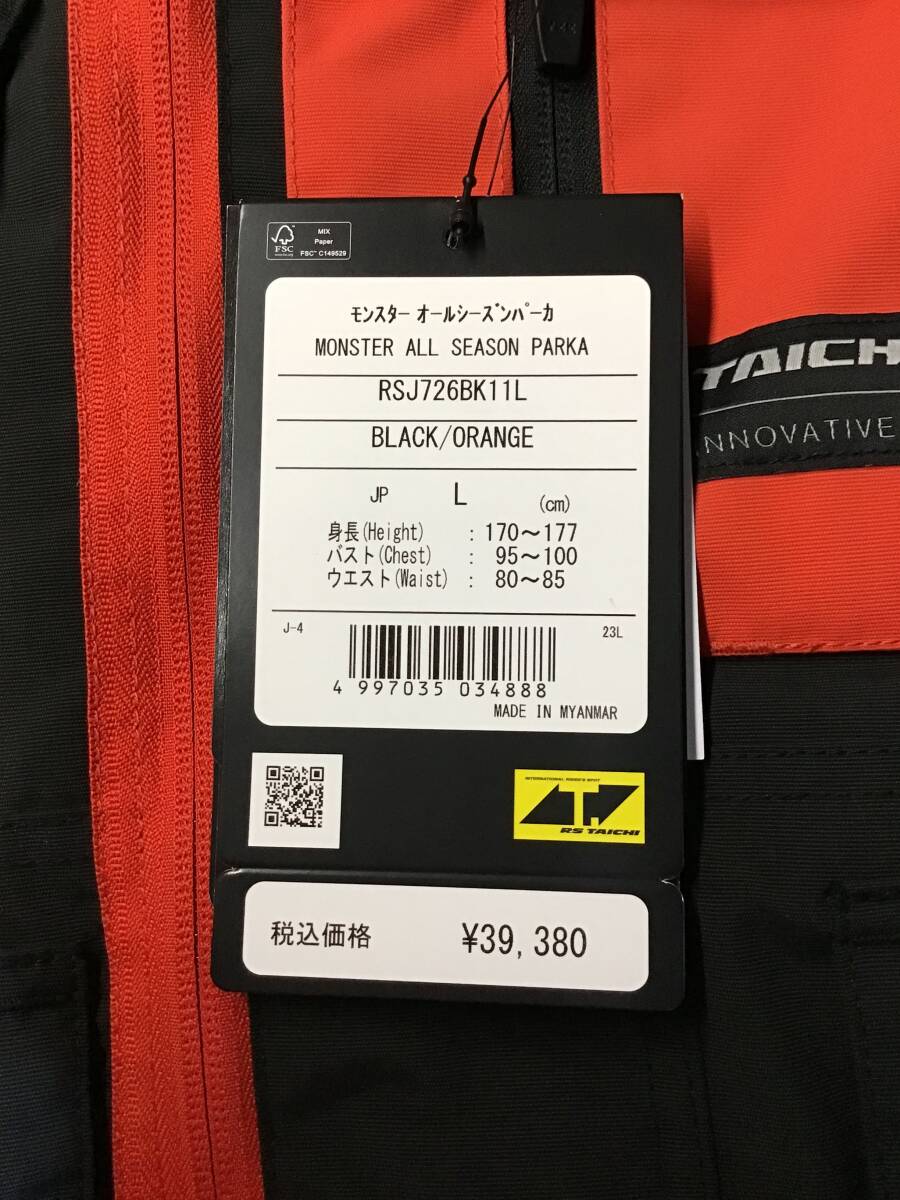 MIX
Paper
FSC
FSC™ C149529
モンスター オールシーズンパーカ
MONSTER ALL SEASON PARKA
RSJ726BK11L
BLACK/ORANGE
JP L (cm)
身長(Height) : 170～177
バスト(Chest) : 95～100
ウエスト(Waist) : 80～85
J-4 23L
4 997035 034888
MADE IN MYANMAR
INTERNATIONAL RIDER'S SPIRIT
RS TAICHI
税込価格 ¥39,380
TAICH
INNOVATIVE